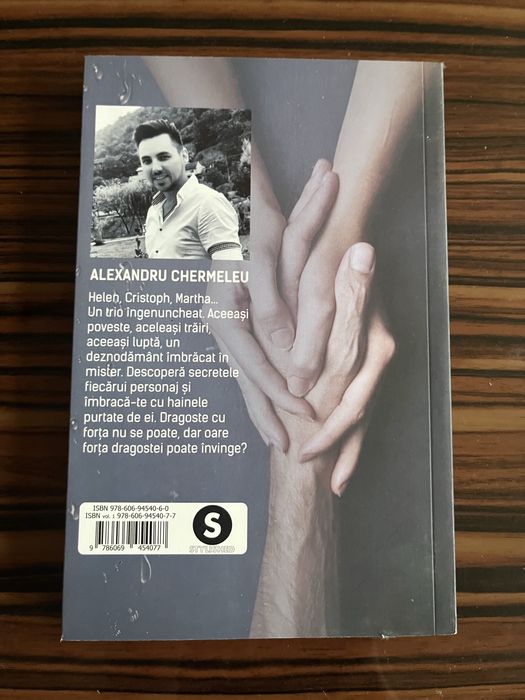 ALEXANDRU CHERMELEU
Helen, Cristoph, Martha...
Un trio îngenuncheat. Aceeași
poveste, aceleași trăiri,
aceeași luptă, un
deznodământ îmbrăcat în
mister. Descoperă secretele
fiecărui personaj și
îmbracă-te cu hainele
purtate de ei. Dragoste cu
forța nu se poate, dar oare
forța dragostei poate învinge?
ISBN 978-606-94540-6-0
ISBN vol. 1 978-606-94540-7-7
9 786069 454077
S
STYLISHED